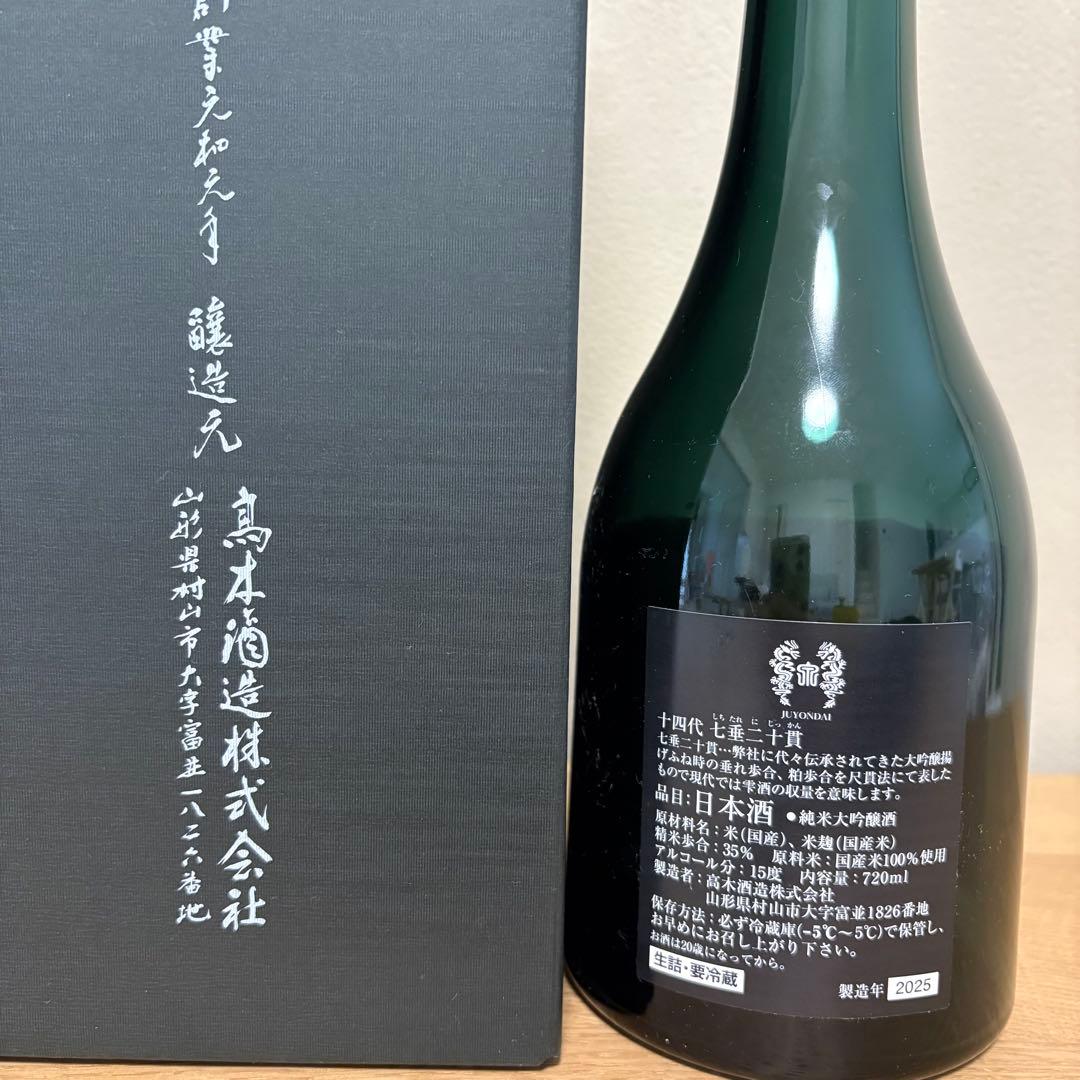 創業元和元年 醸造元
高木酒造株式会社
山形県村山市大字富並一八二六番地
JUYONDAI
しちたれにじっかん
十四代 七垂二十貫
七垂二十貫…弊社に代々伝承されてきた大吟醸揚
げふね時の垂れ歩合、粕歩合を尺貫法にて表した
もので現代では雫酒の収量を意味します。
品目：日本酒 ●純米大吟醸酒
原材料名：米(国産)、米麹(国産米)
精米歩合：35% 原料米：国産米100%使用
アルコール分：15度 内容量：720ml
製造者：高木酒造株式会社
山形県村山市大字富並1826番地
保存方法：必ず冷蔵庫(-5℃～5℃)で保管し、
お早めにお召し上がり下さい。
お酒は20歳になってから。
生詰・要冷蔵
製造年 2025